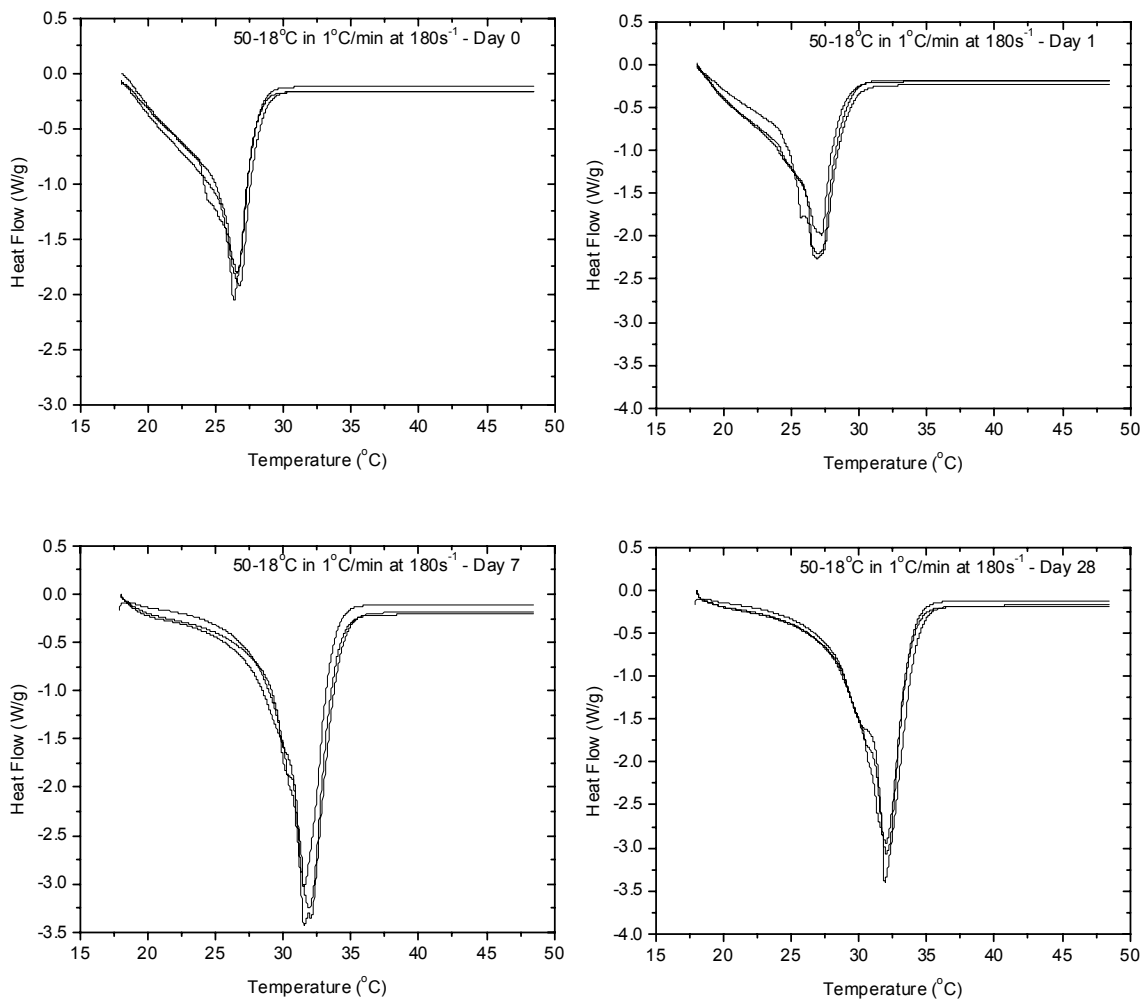 50-18°C in 1°C/min at 180s⁻¹ - Day 0
0.5
0.0
-0.5
-1.0
-1.5
-2.0
-2.5
-3.0
Heat Flow (W/g)
15 20 25 30 35 40 45 50
Temperature (°C)
50-18°C in 1°C/min at 180s⁻¹ - Day 1
0.5
0.0
-0.5
-1.0
-1.5
-2.0
-2.5
-3.0
-3.5
-4.0
Heat Flow (W/g)
15 20 25 30 35 40 45 50
Temperature (°C)
50-18°C in 1°C/min at 180s⁻¹ - Day 7
0.5
0.0
-0.5
-1.0
-1.5
-2.0
-2.5
-3.0
-3.5
Heat Flow (W/g)
15 20 25 30 35 40 45 50
Temperature (°C)
50-18°C in 1°C/min at 180s⁻¹ - Day 28
0.5
0.0
-0.5
-1.0
-1.5
-2.0
-2.5
-3.0
-3.5
-4.0
Heat Flow (W/g)
15 20 25 30 35 40 45 50
Temperature (°C)